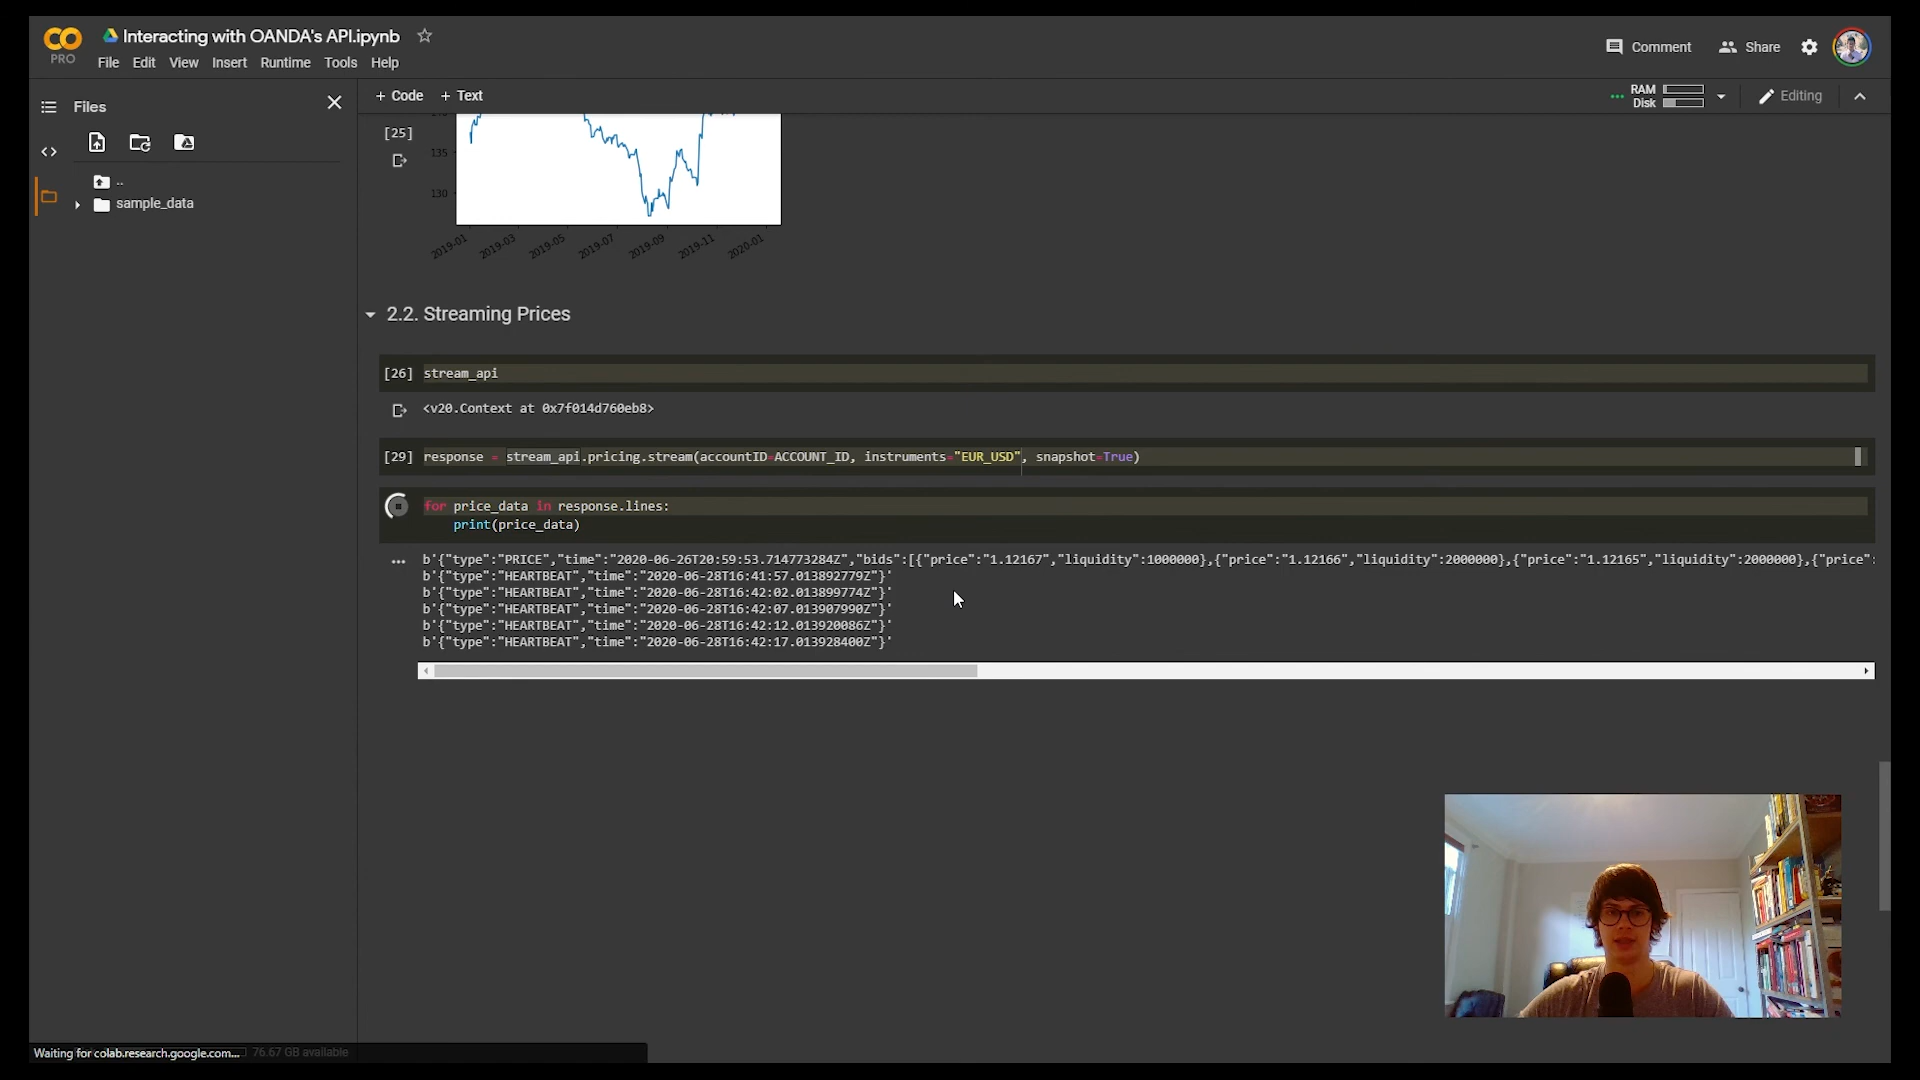 Interacting with OANDA's API.ipynb
PRO
File Edit View Insert Runtime Tools Help
Comment Share
Files
+ Code + Text
RAM
Disk
Editing
..
sample_data
[25]
135
130
2019-01 2019-03 2019-05 2019-07 2019-09 2019-11 2020-01
2.2. Streaming Prices
[26] stream_api
<v20.Context at 0x7f014d760eb8>
[29] response = stream_api.pricing.stream(accountID=ACCOUNT_ID, instruments="EUR_USD", snapshot=True)
for price_data in response.lines:
print(price_data)
b'{"type":"PRICE","time":"2020-06-26T20:59:53.714773284Z","bids":[{"price":"1.12167","liquidity":1000000},{"price":"1.12166","liquidity":2000000},{"price":"1.12165","liquidity":2000000},{"price":
b'{"type":"HEARTBEAT","time":"2020-06-28T16:41:57.013892779Z"}'
b'{"type":"HEARTBEAT","time":"2020-06-28T16:42:02.013899774Z"}'
b'{"type":"HEARTBEAT","time":"2020-06-28T16:42:07.013907990Z"}'
b'{"type":"HEARTBEAT","time":"2020-06-28T16:42:12.013920086Z"}'
b'{"type":"HEARTBEAT","time":"2020-06-28T16:42:17.013928400Z"}'
Waiting for colab.research.google.com... 76.67 GB available